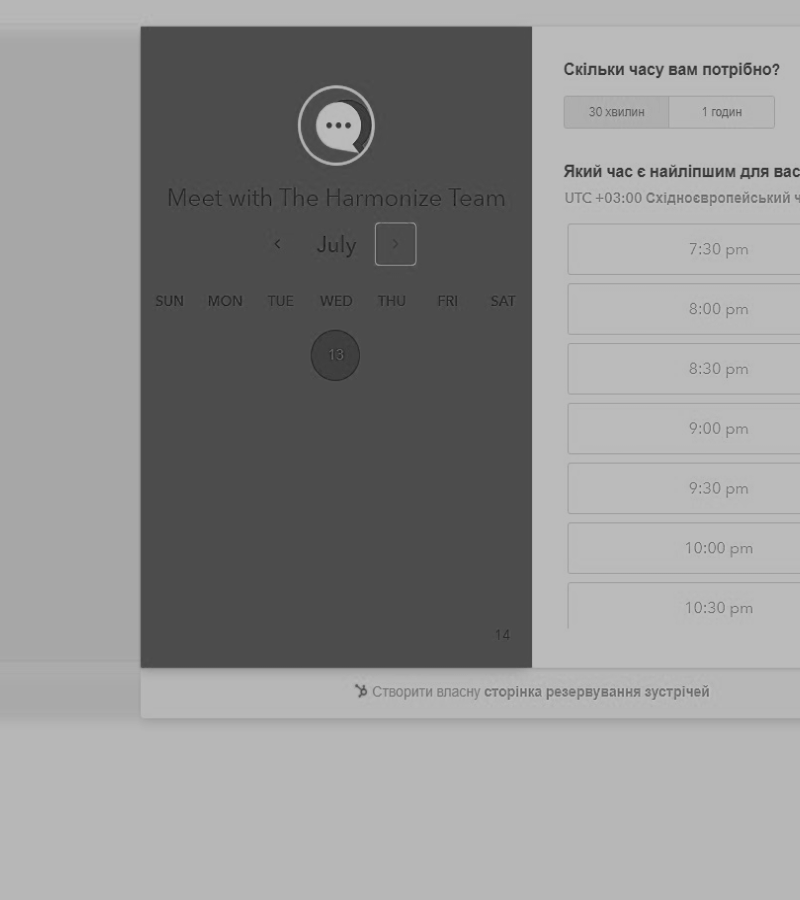 Meet with The Harmonize Team
July
SUN MON TUE WED THU FRI SAT
13
14
Скільки часу вам потрібно?
30 хвилин 1 годин
Який час є найліпшим для вас
UTC +03:00 Східноєвропейський ч
7:30 pm
8:00 pm
8:30 pm
9:00 pm
9:30 pm
10:00 pm
10:30 pm
Створити власну сторінка резервування зустрічей